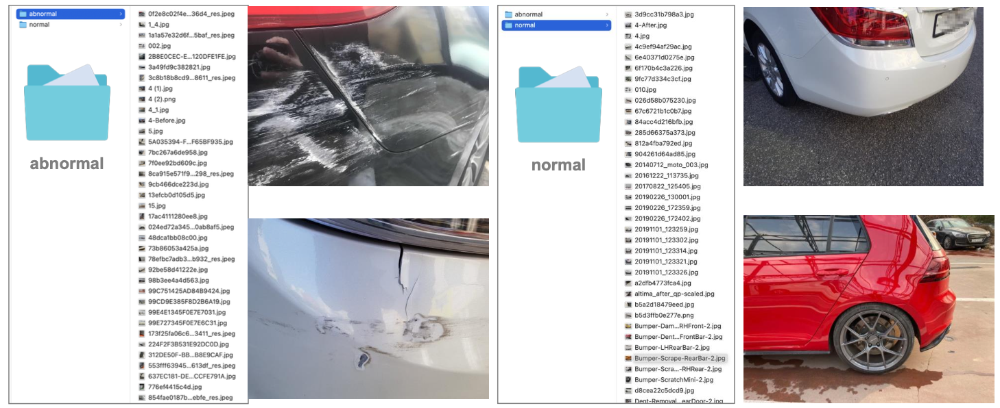 abnormal
normal
0f2e8c02f4e...36d4_res.jpeg
1_4.jpg
1a1a57e32d6f...5baf_res.jpeg
002.jpg
2B8E0CEC-E...120DFE1FE.jpg
3a49fd9c382821.jpg
3c8b18b8cd9...8611_res.jpeg
4 (1).jpg
4 (2).png
4_1.jpg
4-Before.jpg
5.jpg
5A035394-F...F65BF935.jpg
7bc267a6de958.jpg
7f0ee92bd609c.jpg
8ca915e571f9...298_res.jpeg
9cb466dce223d.jpg
13efcb0d105d5.jpg
15.jpg
17ac4111280ee8.jpg
024ed72a345...0ab8af5.jpeg
48dca1bb08c00.jpg
73b86053a425a.jpg
78efbc7adb3...b932_res.jpeg
92be58d41222e.jpg
98b3ee4a4d563.jpg
99C751425AD84B9424.jpg
99CD9E385F8D2B6A19.jpg
99E4E1345F0E7E7031.jpg
99E727345F0E7E6C31.jpg
173f25fa06c6...3411_res.jpeg
224F2F3B531E92DC0D.jpg
312DE50F-BB...B8E9CAF.jpg
553fff63945...613df_res.jpeg
637EC181-DE...CCFE791A.jpg
776ef4415c4d.jpg
854fae0187b...ebfe_res.jpeg
abnormal
abnormal
normal
3d9cc31b798a3.jpg
4-After.jpg
4.jpg
4c9ef94af29ac.jpg
6e40371d0275e.jpg
6f170b4c3a226.jpg
9fc77d334c3cf.jpg
010.jpg
026d58b075230.jpg
67c6721b1c0b7.jpg
84acc4d216bfb.jpg
285d66375a373.jpg
812a4fba792ed.jpg
904261d64ad85.jpg
20140712_moto_003.jpg
20161222_113735.jpg
20170822_125405.jpg
20190226_130001.jpg
20190226_172359.jpg
20190226_172402.jpg
20191101_123259.jpg
20191101_123302.jpg
20191101_123314.jpg
20191101_123321.jpg
20191101_123326.jpg
a2dfb4773fca4.jpg
altima_after_qp-scaled.jpg
b5a2d18479eed.jpg
b5d3ffb0e277e.png
Bumper-Dam...RHFront-2.jpg
Bumper-Dent...FrontBar-2.jpg
Bumper-LHRearBar-2.jpg
Bumper-Scrape-RearBar-2.jpg
Bumper-Scra...-RHRear-2.jpg
Bumper-ScratchMini-2.jpg
d8cea22c5dcd9.jpg
Dent-Removal...earDoor-2.jpg
normal